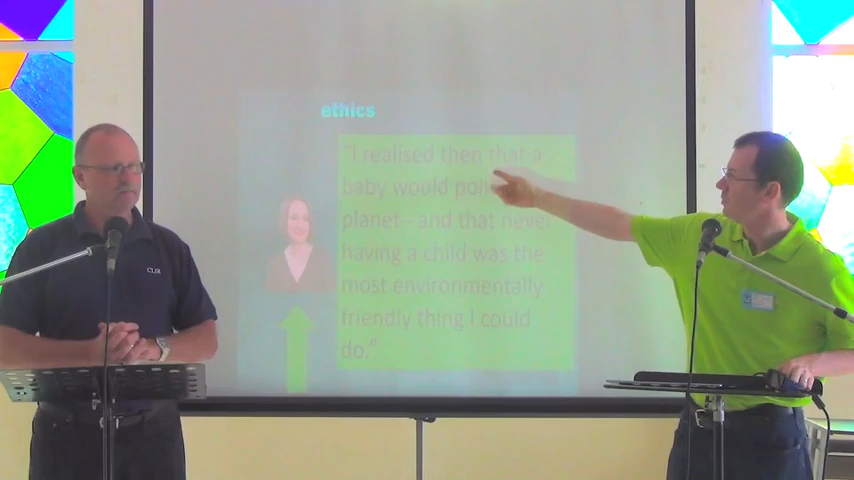 ethics
"I realised then that a
baby would
planet - and that never
having a child was the
most environmentally
friendly thing I could
do."